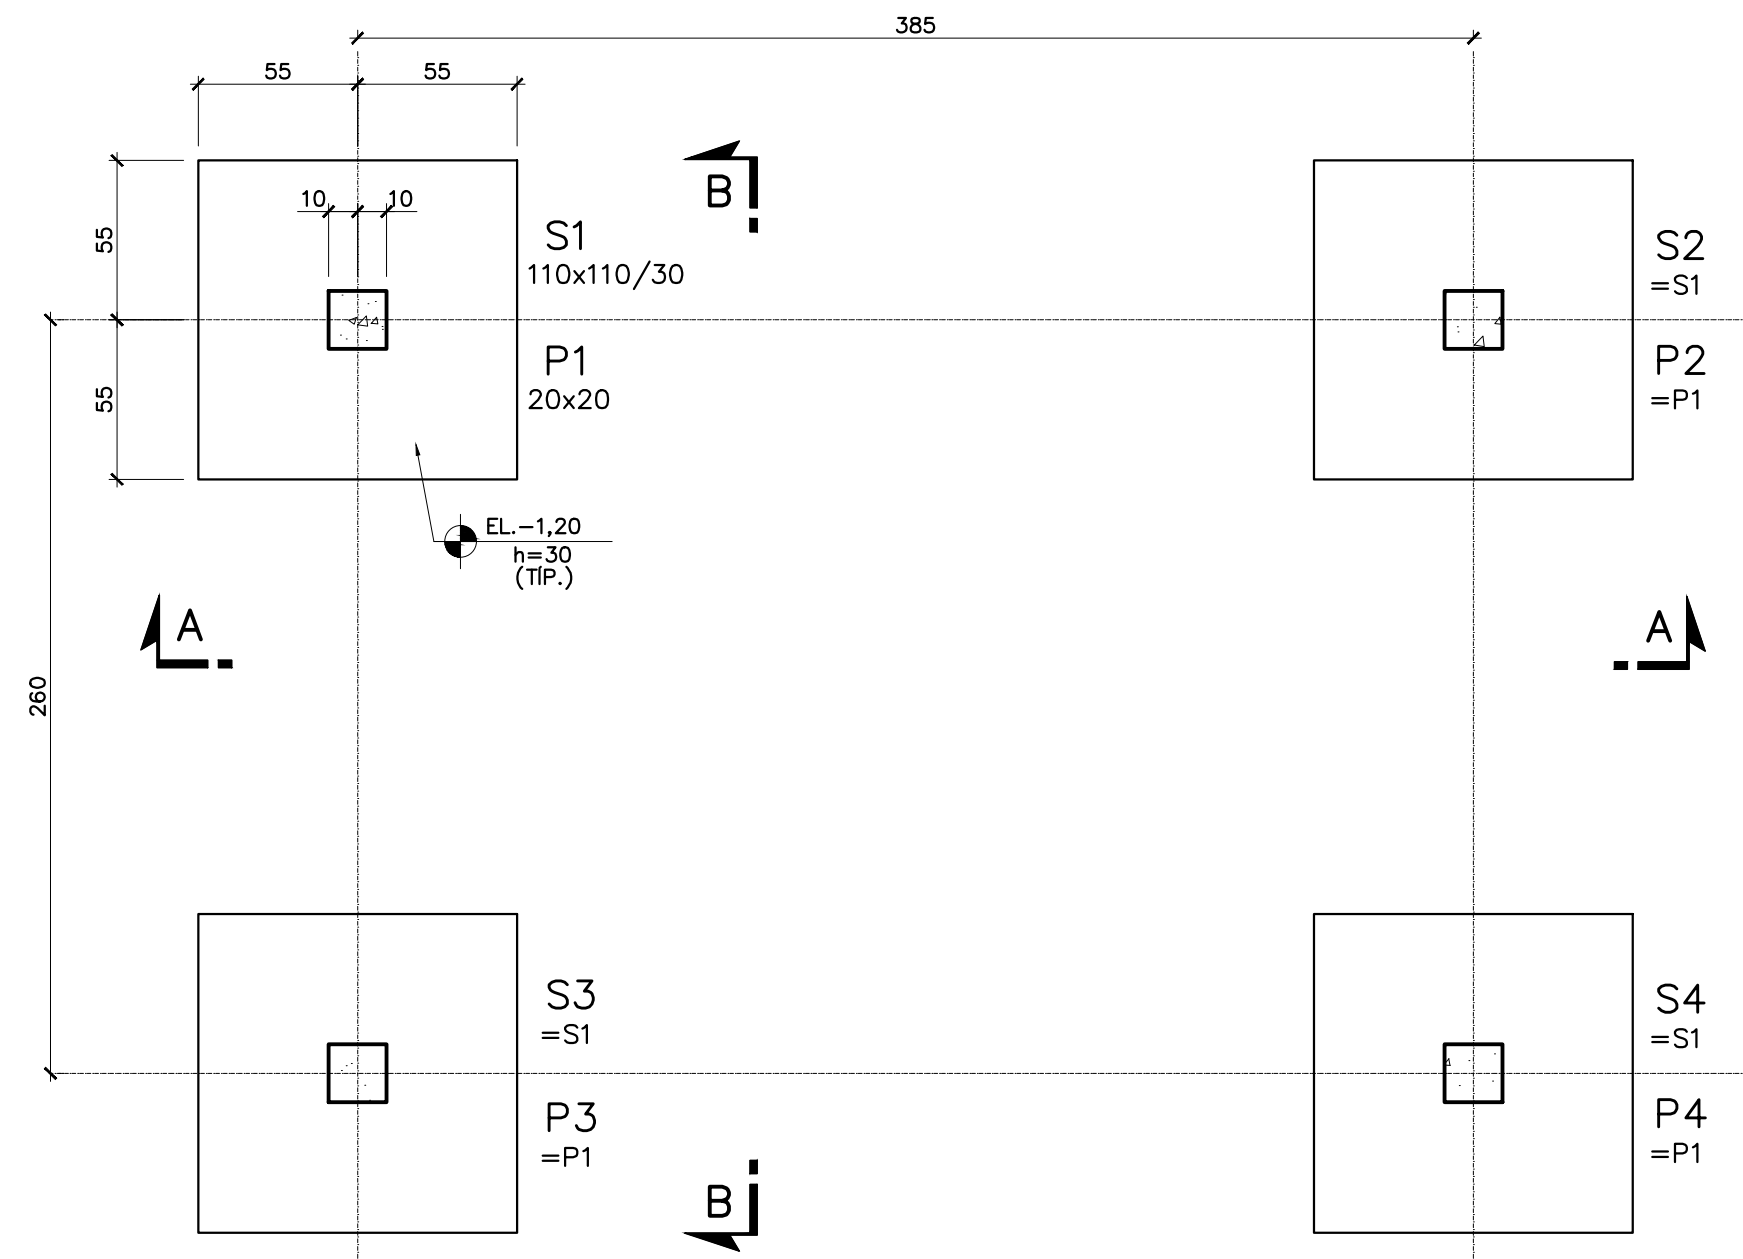 385
55
55
B
10
10
55
S1
110x110/30
S2
=S1
P1
20x20
P2
=P1
55
EL.-1,20
h=30
(TÍP.)
A
A
260
S3
=S1
S4
=S1
P3
=P1
P4
=P1
B